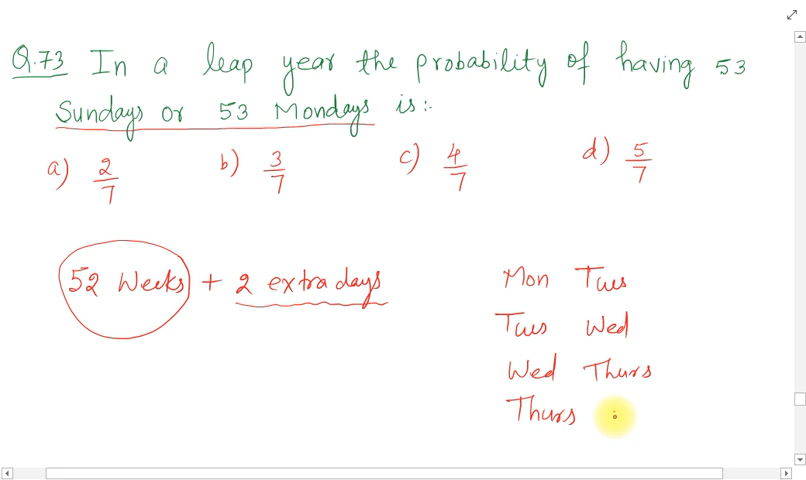 Q.73 In a leap year the probability of having 53
Sundays or 53 Mondays is:-
a) 2/7 b) 3/7 c) 4/7 d) 5/7
52 Weeks + 2 extra days
Mon Tues
Tues Wed
Wed Thurs
Thurs